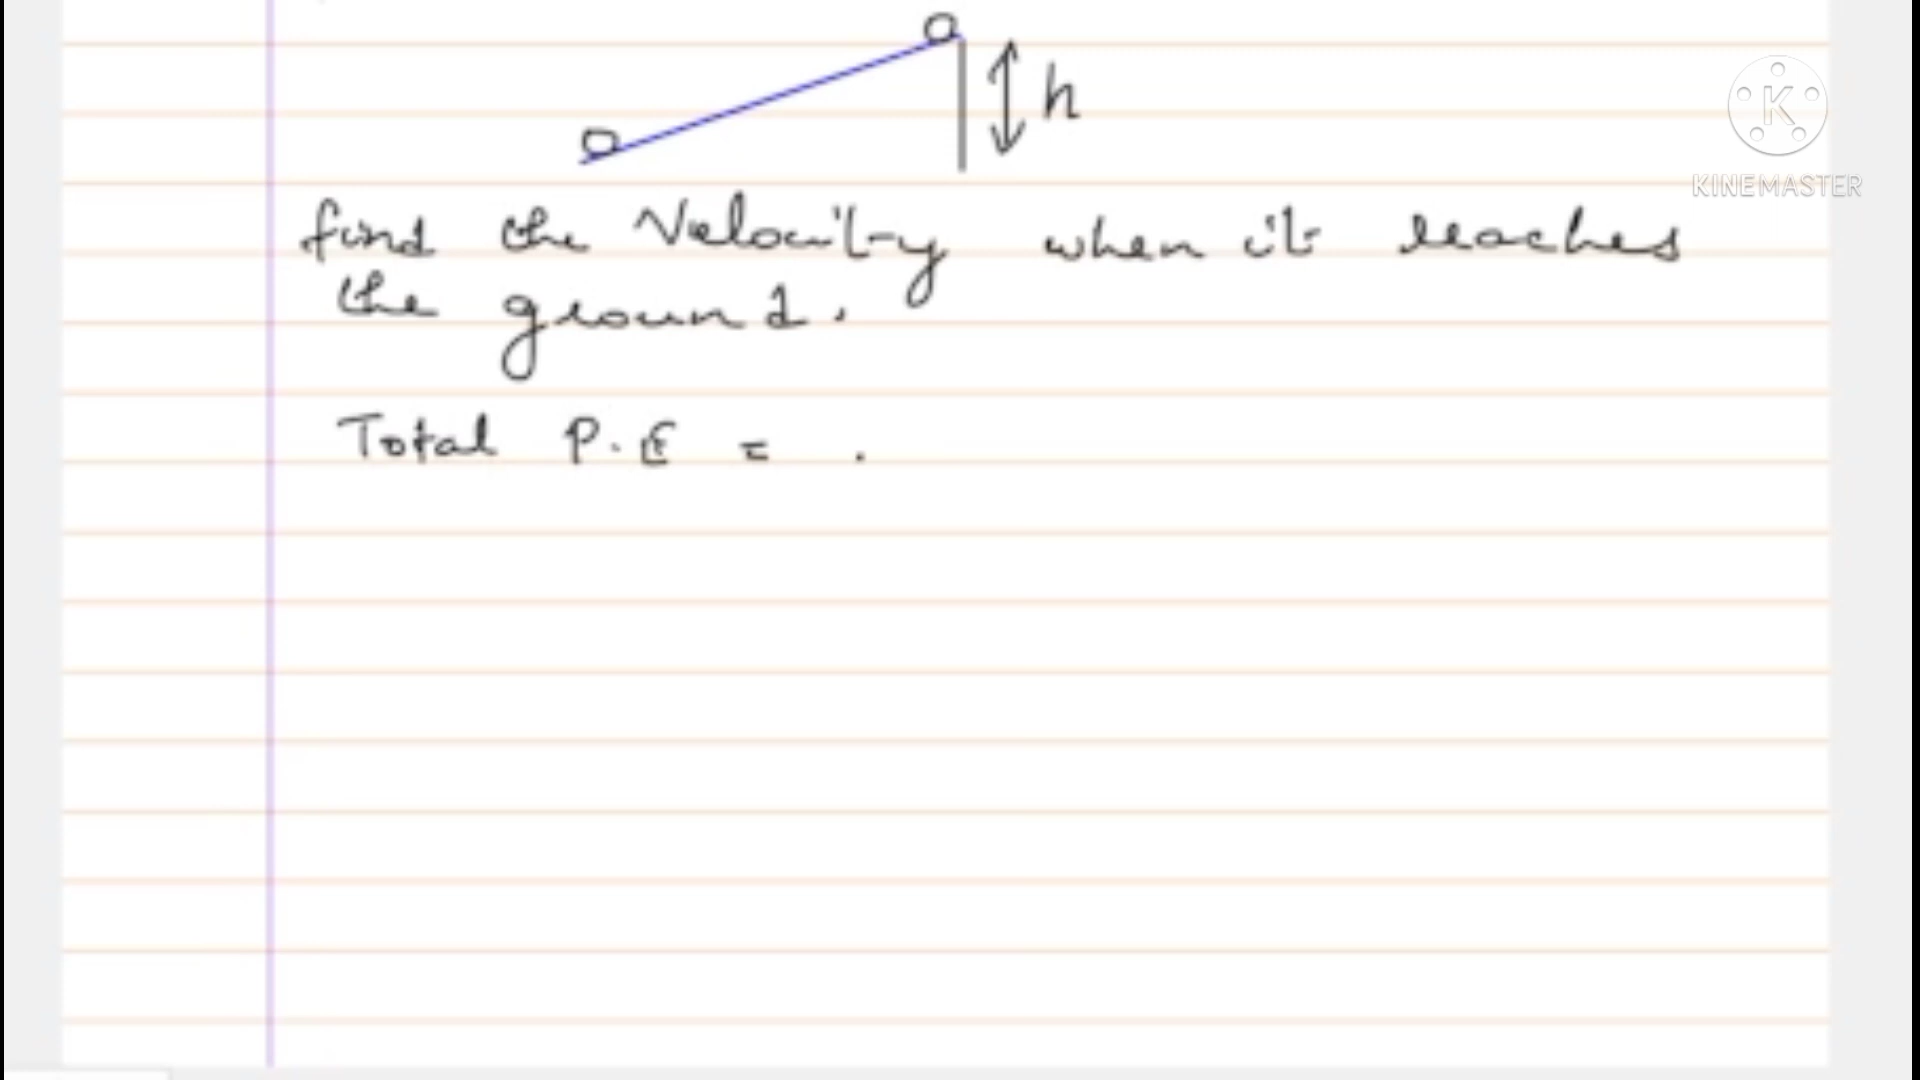 h
K
KINEMASTER
find the Velocity when it reaches
the ground.
Total P.E = .